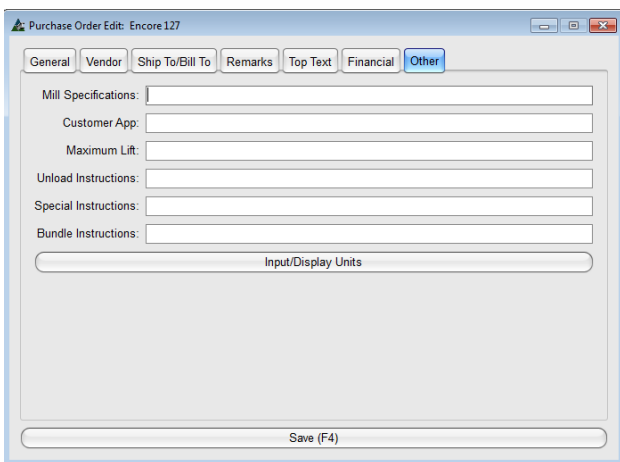 Purchase Order Edit: Encore 127
General Vendor Ship To/Bill To Remarks Top Text Financial Other
Mill Specifications:
Customer App:
Maximum Lift:
Unload Instructions:
Special Instructions:
Bundle Instructions:
Input/Display Units
Save (F4)